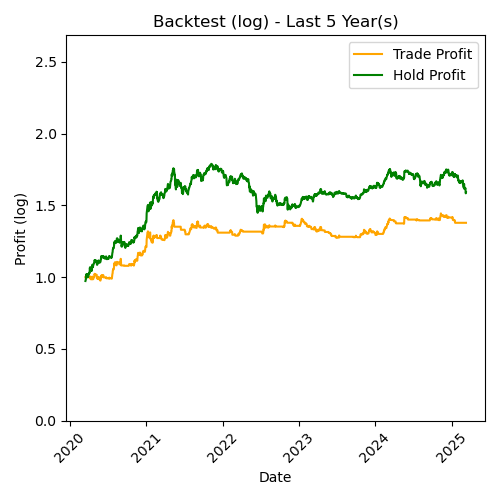 Backtest (log) - Last 5 Year(s)
Trade Profit
Hold Profit
Profit (log)
2.5
2.0
1.5
1.0
0.5
0.0
2020
2021
2022
2023
2024
2025
Date